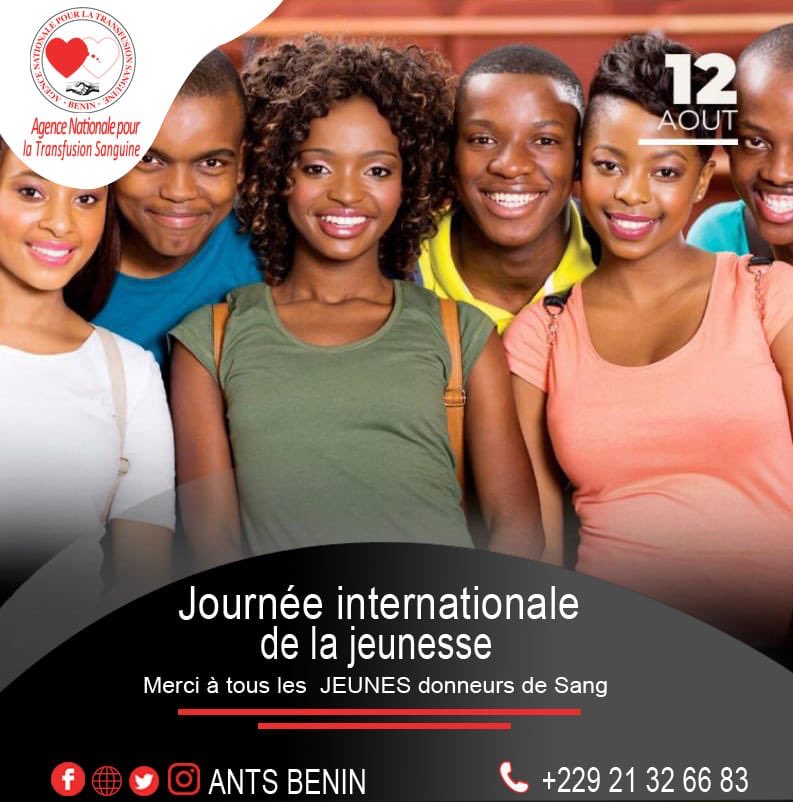 AGENCE NATIONALE POUR LA TRANSFUSION SANGUINE
- BENIN -
Agence Nationale pour
la Transfusion Sanguine
12
AOUT
Journée internationale
de la jeunesse
Merci à tous les JEUNES donneurs de Sang
ANTS BENIN
+229 21 32 66 83